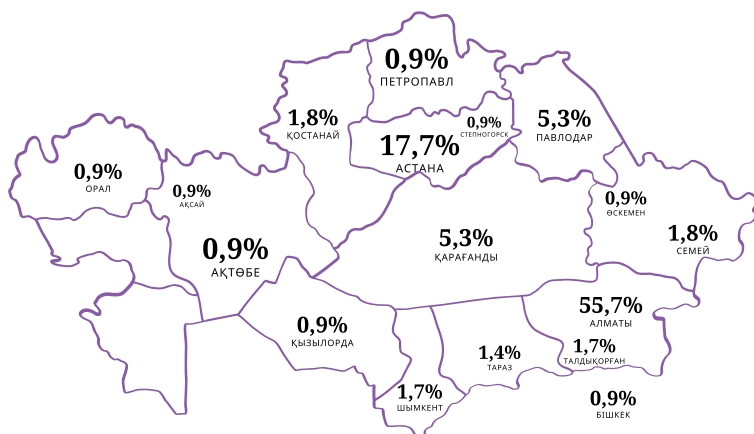 0,9%
ПЕТРОПАВЛ
1,8%
ҚОСТАНАЙ
0,9%
СТЕПНОГОРСК
5,3%
ПАВЛОДАР
17,7%
АСТАНА
0,9%
ОРАЛ
0,9%
АҚСАЙ
0,9%
ӨСКЕМЕН
0,9%
АҚТӨБЕ
5,3%
ҚАРАҒАНДЫ
1,8%
СЕМЕЙ
55,7%
АЛМАТЫ
0,9%
ҚЫЗЫЛОРДА
1,4%
ТАРАЗ
1,7%
ТАЛДЫҚОРҒАН
1,7%
ШЫМКЕНТ
0,9%
БІШКЕК